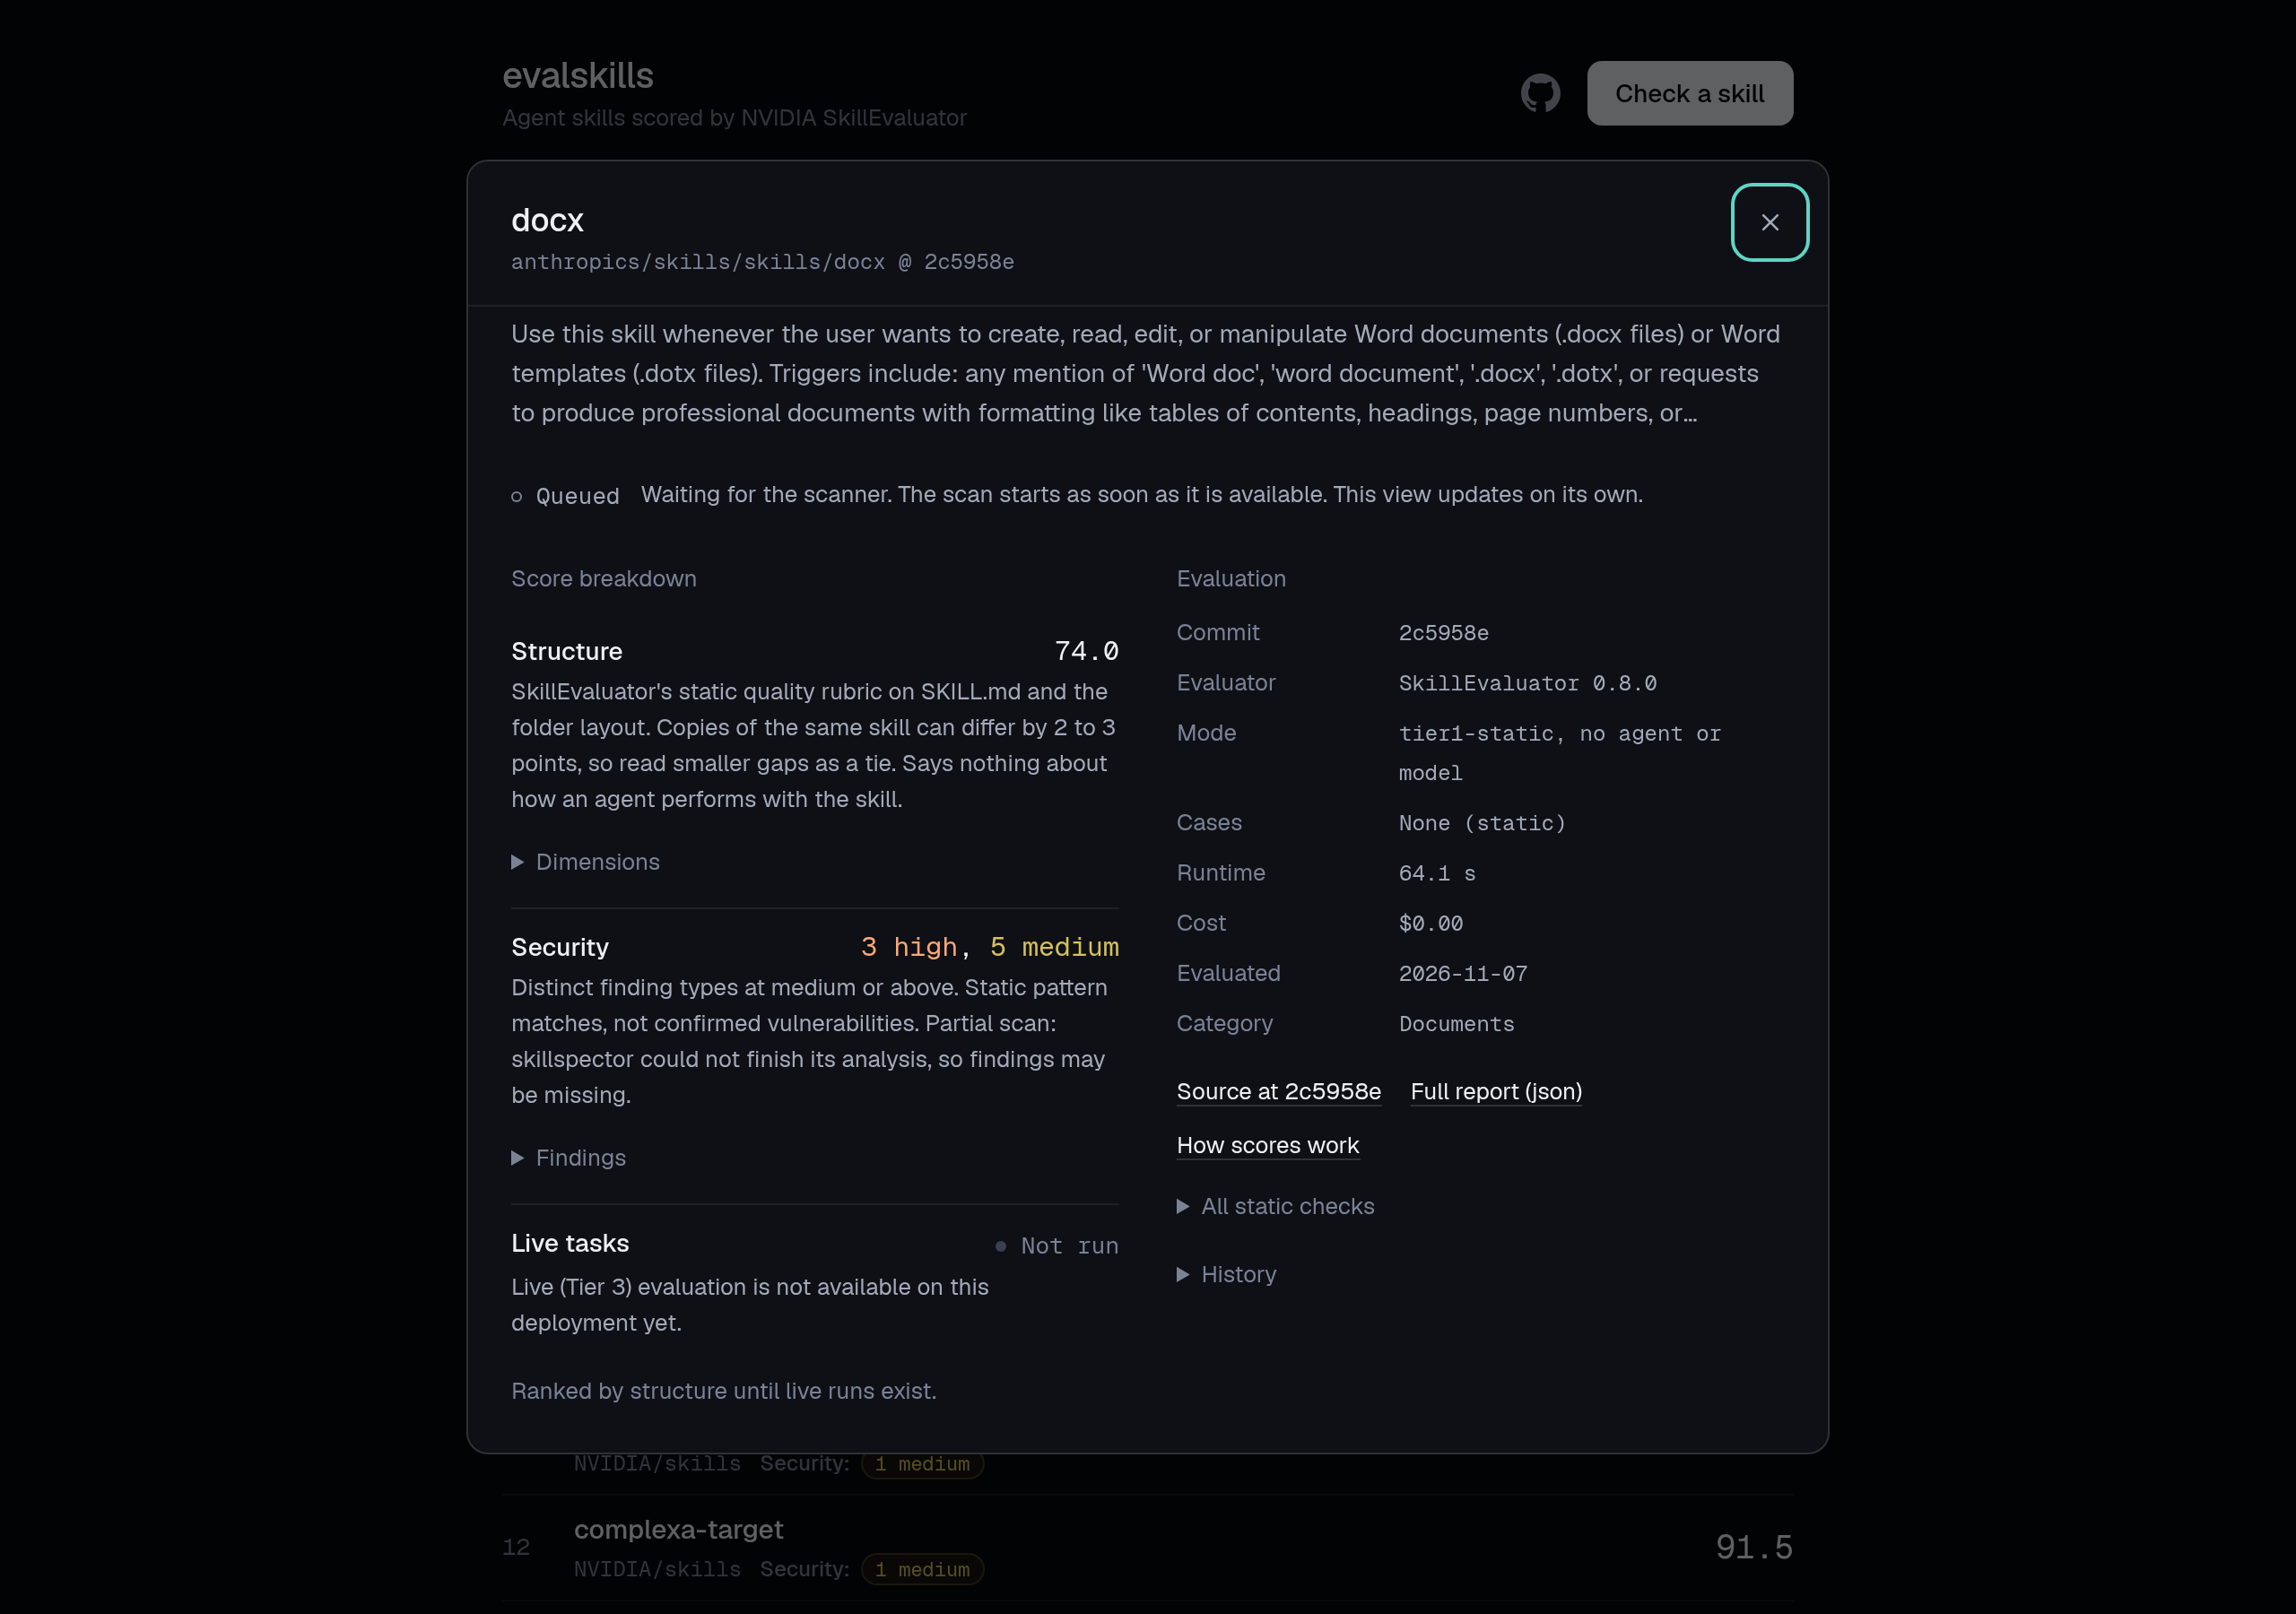 evalskills
Agent skills scored by NVIDIA SkillEvaluator
Check a skill
docx
anthropics/skills/skills/docx @ 2c5958e
Use this skill whenever the user wants to create, read, edit, or manipulate Word documents (.docx files) or Word
templates (.dotx files). Triggers include: any mention of 'Word doc', 'word document', '.docx', '.dotx', or requests
to produce professional documents with formatting like tables of contents, headings, page numbers, or…
Queued Waiting for the scanner. The scan starts as soon as it is available. This view updates on its own.
Score breakdown
Structure 74.0
SkillEvaluator's static quality rubric on SKILL.md and the
folder layout. Copies of the same skill can differ by 2 to 3
points, so read smaller gaps as a tie. Says nothing about
how an agent performs with the skill.
Dimensions
Security 3 high, 5 medium
Distinct finding types at medium or above. Static pattern
matches, not confirmed vulnerabilities. Partial scan:
skillspector could not finish its analysis, so findings may
be missing.
Findings
Live tasks Not run
Live (Tier 3) evaluation is not available on this
deployment yet.
Ranked by structure until live runs exist.
Evaluation
Commit 2c5958e
Evaluator SkillEvaluator 0.8.0
Mode tier1-static, no agent or
model
Cases None (static)
Runtime 64.1 s
Cost $0.00
Evaluated 2026-11-07
Category Documents
Source at 2c5958e Full report (json)
How scores work
All static checks
History
NVIDIA/skills Security: 1 medium
12 complexa-target 91.5
NVIDIA/skills Security: 1 medium